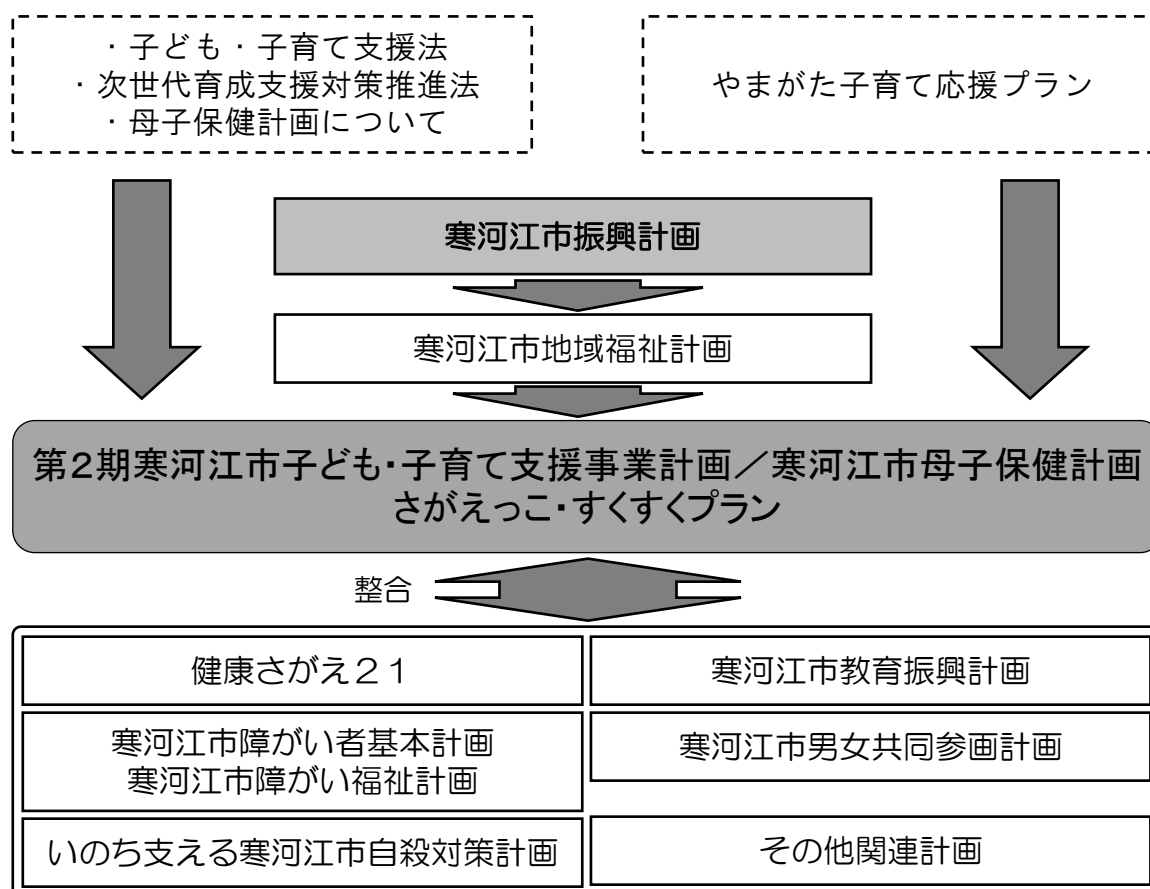 ・子ども・子育て支援法
・次世代育成支援対策推進法
・母子保健計画について
やまがた子育て応援プラン
寒河江市振興計画
寒河江市地域福祉計画
第2期寒河江市子ども・子育て支援事業計画／寒河江市母子保健計画
さがえっこ・すくすくプラン
整合
健康さがえ２１
寒河江市教育振興計画
寒河江市障がい者基本計画
寒河江市障がい福祉計画
寒河江市男女共同参画計画
いのち支える寒河江市自殺対策計画
その他関連計画